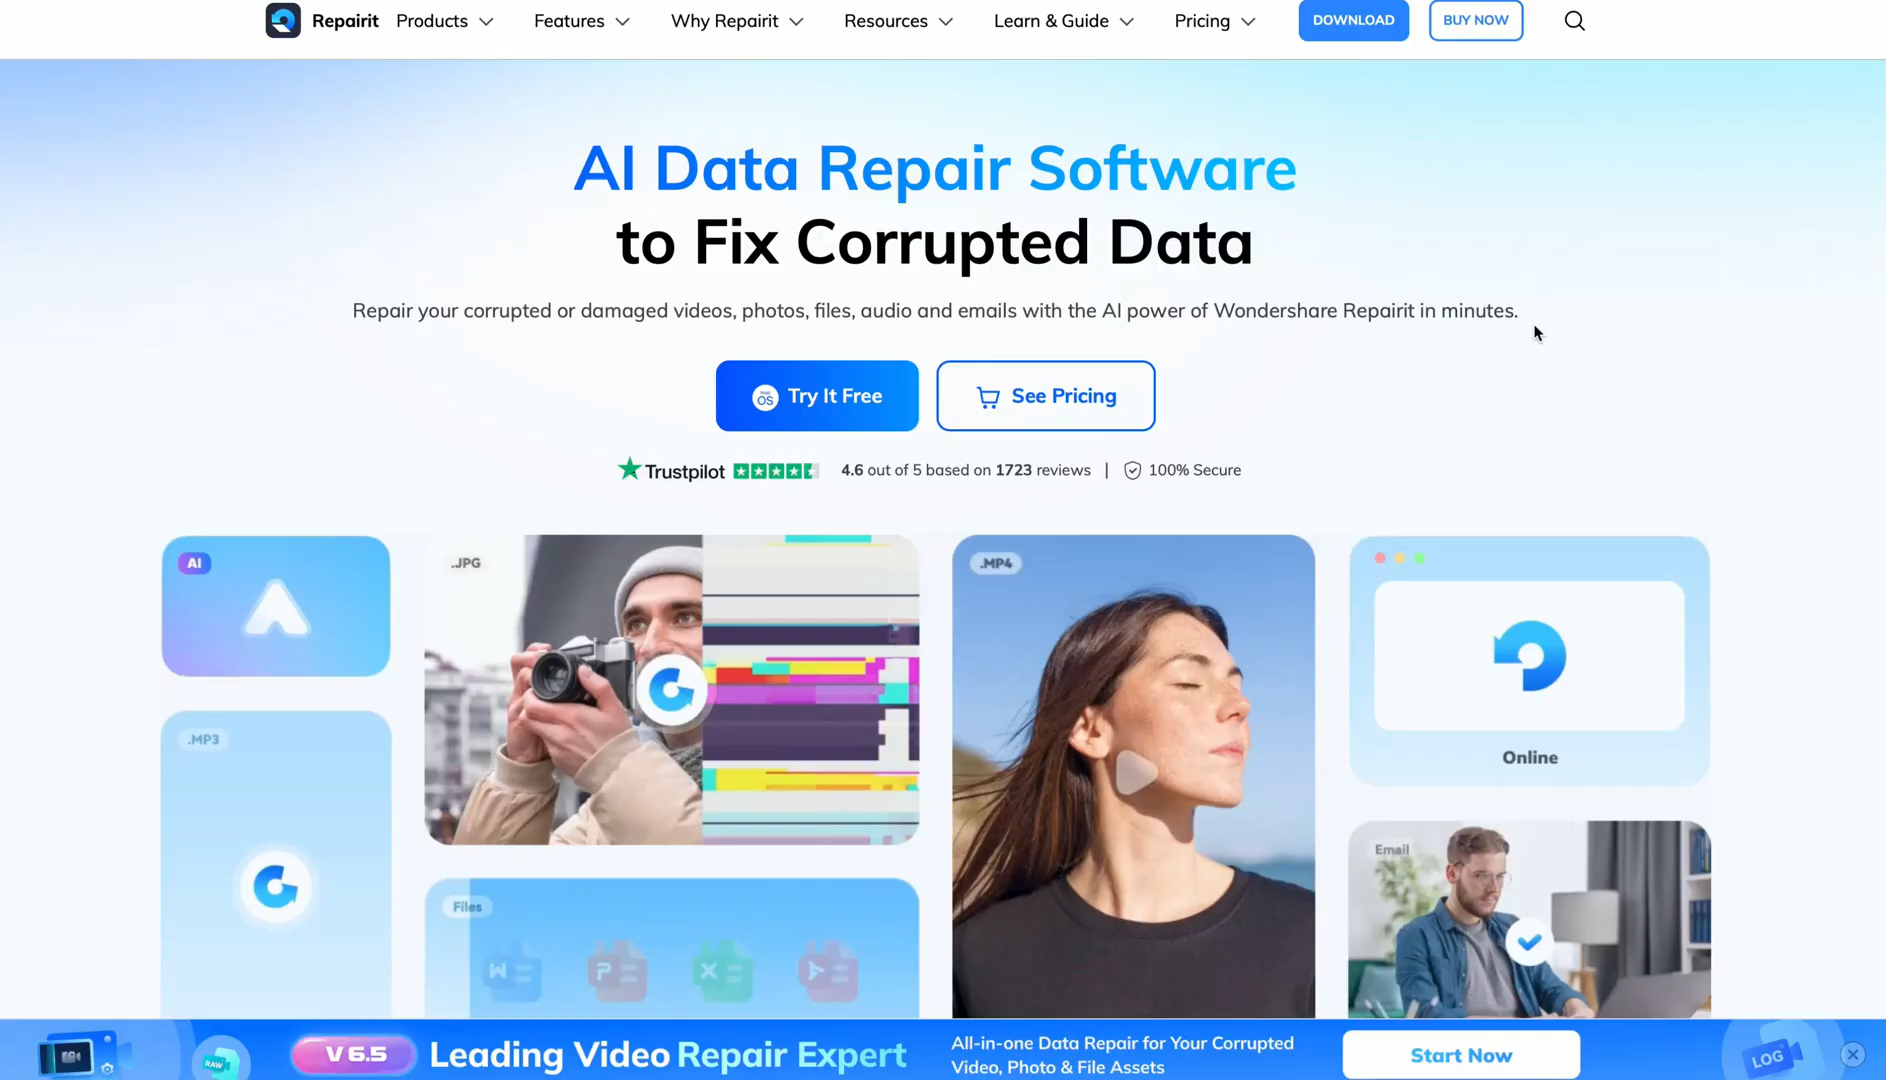 Repairit Products Features Why Repairit Resources Learn & Guide Pricing DOWNLOAD BUY NOW
AI Data Repair Software
to Fix Corrupted Data
Repair your corrupted or damaged videos, photos, files, audio and emails with the AI power of Wondershare Repairit in minutes.
macOS Try It Free See Pricing
Trustpilot 4.6 out of 5 based on 1723 reviews | 100% Secure
AI
.JPG
.MP4
.MP3
Online
Email
Files
W P X
V 6.5 Leading Video Repair Expert
All-in-one Data Repair for Your Corrupted
Video, Photo & File Assets
Start Now
RAW
LOG